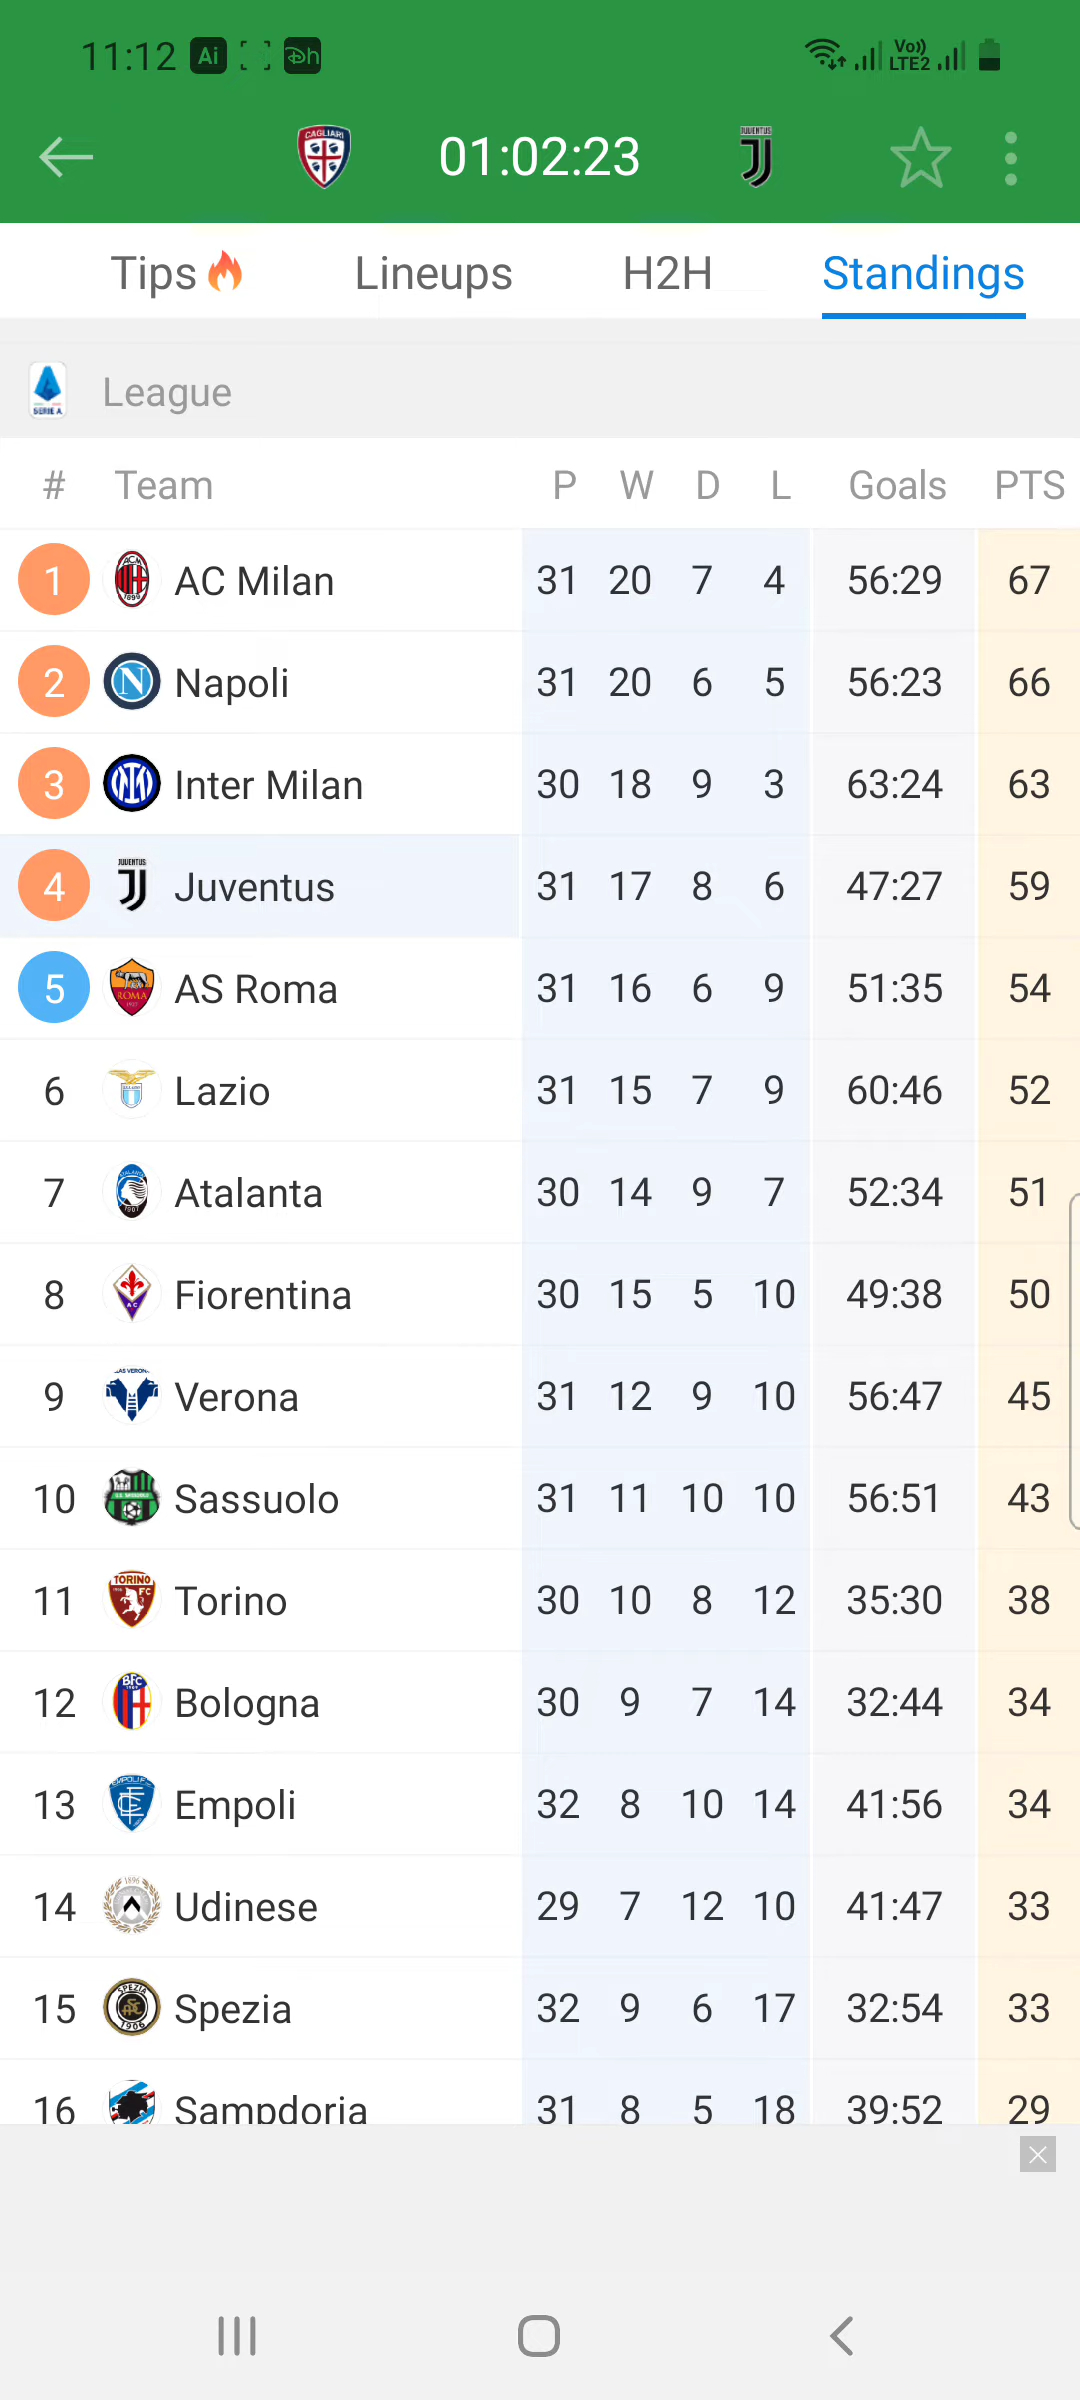 11:12 Ai Dh Vo)) LTE2
CAGLIARI 01:02:23 JUVENTUS
Tips Lineups H2H Standings
SERIE A League
# Team P W D L Goals PTS
1 AC Milan 31 20 7 4 56:29 67
2 Napoli 31 20 6 5 56:23 66
3 Inter Milan 30 18 9 3 63:24 63
4 Juventus 31 17 8 6 47:27 59
5 AS Roma 31 16 6 9 51:35 54
6 Lazio 31 15 7 9 60:46 52
7 Atalanta 30 14 9 7 52:34 51
8 Fiorentina 30 15 5 10 49:38 50
9 Verona 31 12 9 10 56:47 45
10 Sassuolo 31 11 10 10 56:51 43
11 Torino 30 10 8 12 35:30 38
12 Bologna 30 9 7 14 32:44 34
13 Empoli 32 8 10 14 41:56 34
14 Udinese 29 7 12 10 41:47 33
15 Spezia 32 9 6 17 32:54 33
16 Sampdoria 31 8 5 18 39:52 29